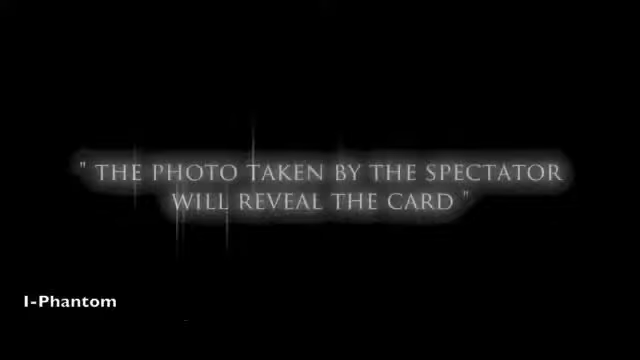 " THE PHOTO TAKEN BY THE SPECTATOR
WILL REVEAL THE CARD "
I-Phantom